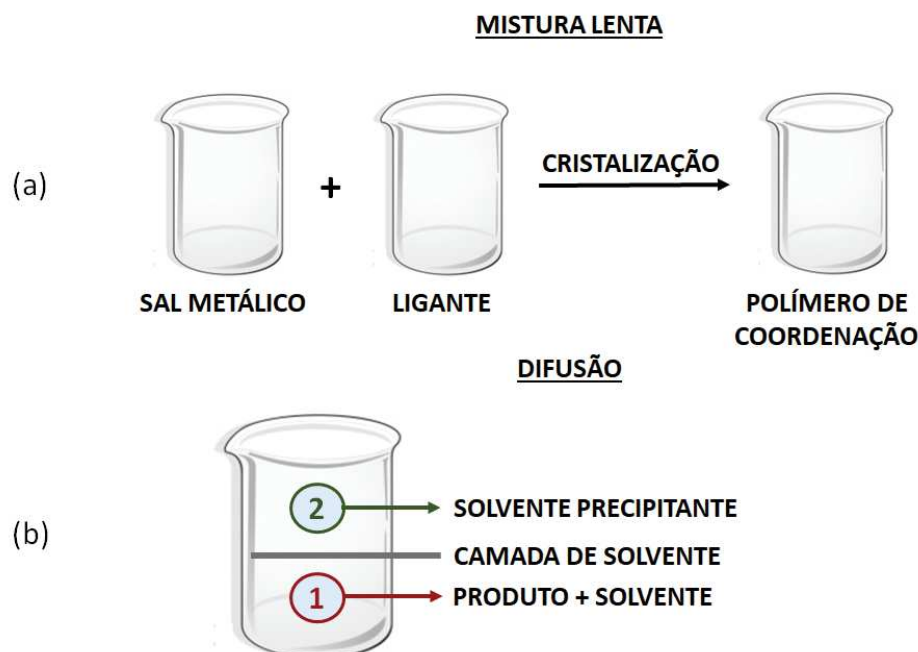 MISTURA LENTA
(a)
+
CRISTALIZAÇÃO
SAL METÁLICO
LIGANTE
POLÍMERO DE
COORDENAÇÃO
DIFUSÃO
(b)
2
SOLVENTE PRECIPITANTE
CAMADA DE SOLVENTE
1
PRODUTO + SOLVENTE